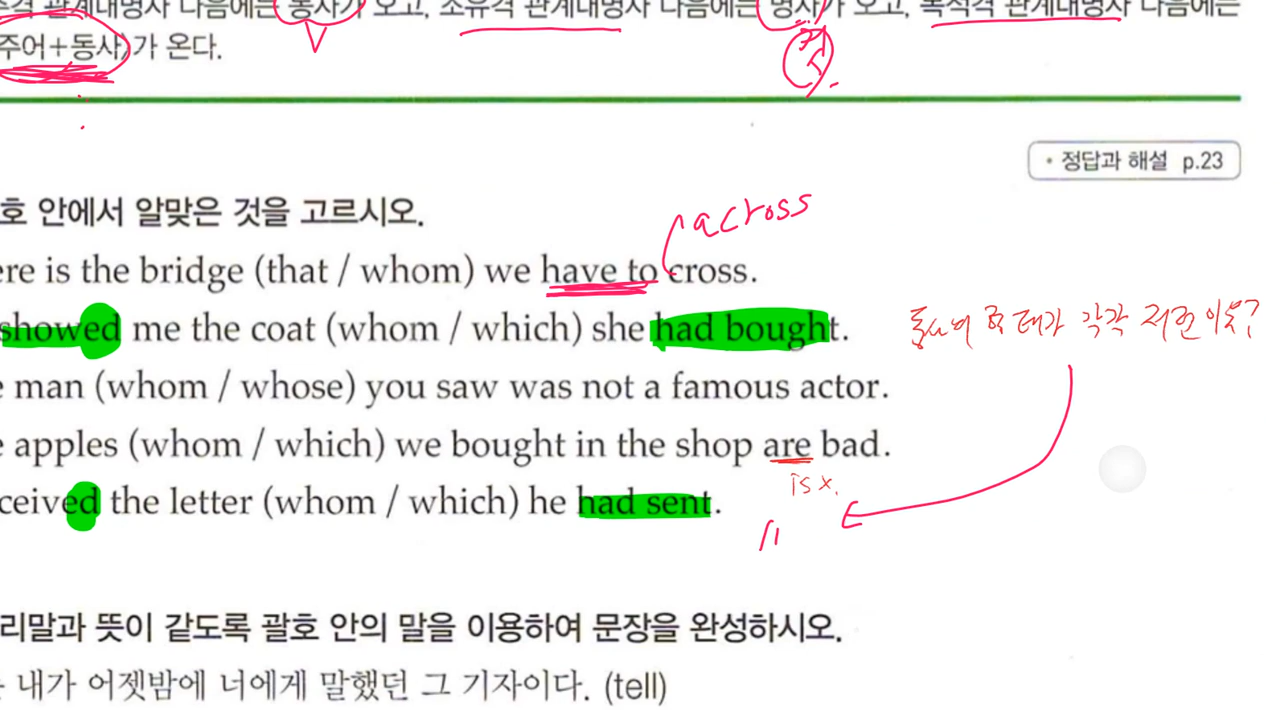 주격 관계대명사 다음에는 동사가 오고, 소유격 관계대명사 다음에는 명사가 오고, 목적격 관계대명사 다음에는
주어+동사)가 온다.
• 정답과 해설 p.23
호 안에서 알맞은 것을 고르시오.
across
ere is the bridge (that / whom) we have to cross.
showed me the coat (whom / which) she had bought.
e man (whom / whose) you saw was not a famous actor.
e apples (whom / which) we bought in the shop are bad.
is x.
ceived the letter (whom / which) he had sent.
리말과 뜻이 같도록 괄호 안의 말을 이용하여 문장을 완성하시오.
내가 어젯밤에 너에게 말했던 그 기자이다. (tell)